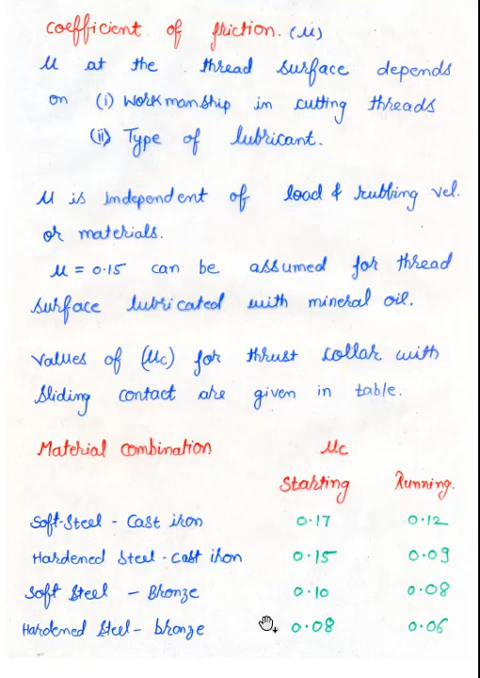 coefficient of friction. (μ)
μ at the thread surface depends
on (i) Workmanship in cutting threads
(ii) Type of lubricant.
μ is independent of load & rubbing vel.
or materials.
μ = 0.15 can be assumed for thread
surface lubricated with mineral oil.
values of (μc) for thrust collar with
sliding contact are given in table.
Material combination μc
Starting Running.
Soft-Steel - Cast iron 0.17 0.12
Hardened Steel - cast iron 0.15 0.09
Soft Steel - Bronze 0.10 0.08
Hardened Steel - bronze 0.08 0.06